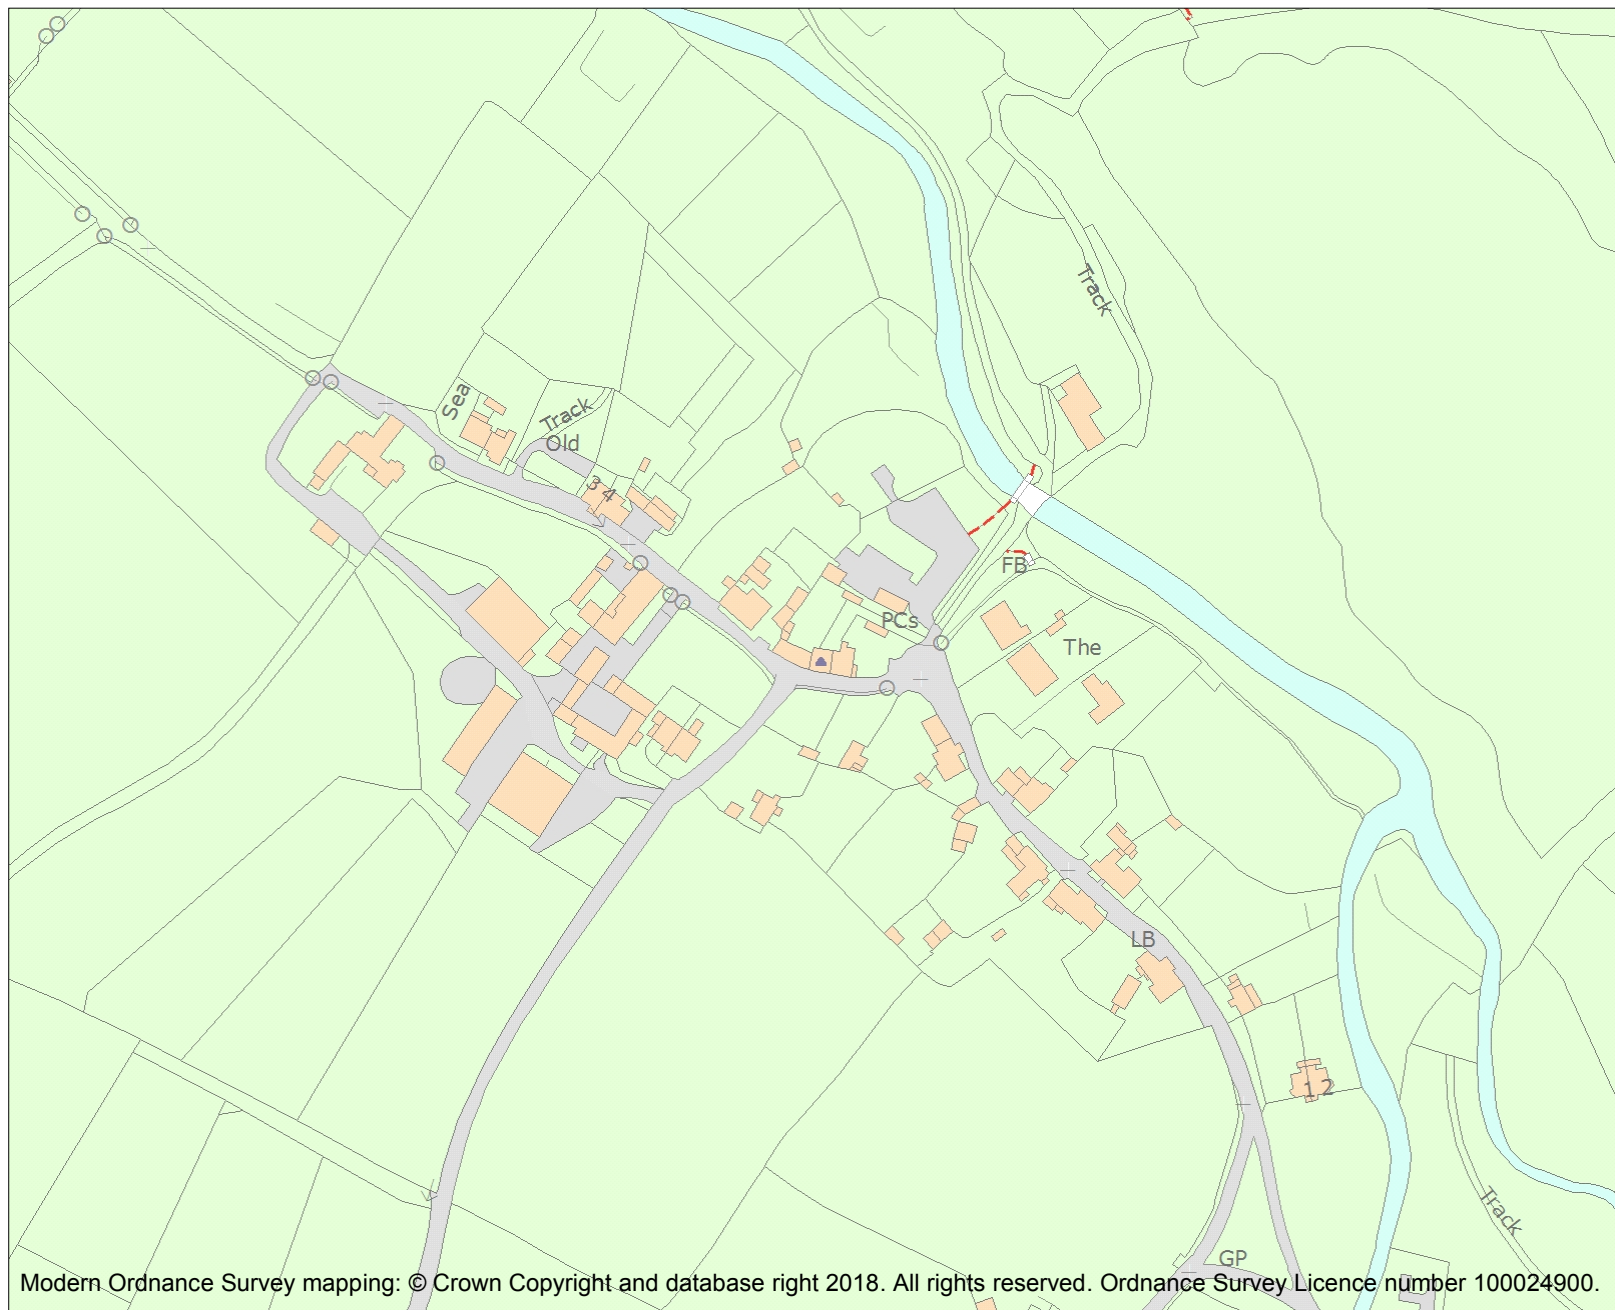 Track
Sea
Track
Old
3 4
FB
PCs
The
LB
1 2
Track
GP
Modern Ordnance Survey mapping: © Crown Copyright and database right 2018. All rights reserved. Ordnance Survey Licence number 100024900.